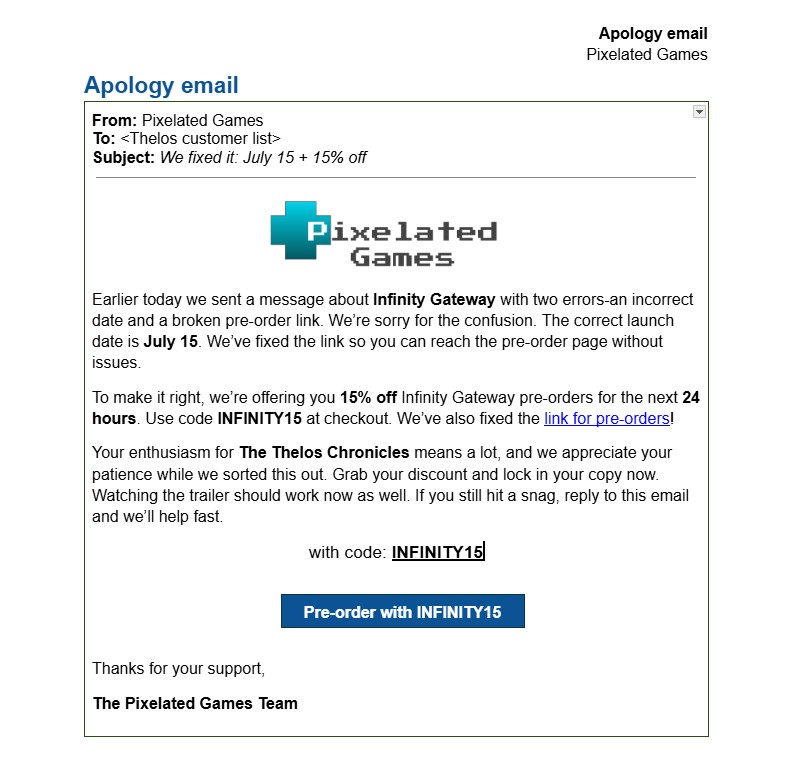 Apology email
Pixelated Games
Apology email
From: Pixelated Games
To: <Thelos customer list>
Subject: We fixed it: July 15 + 15% off
Pixelated
Games
Earlier today we sent a message about Infinity Gateway with two errors-an incorrect
date and a broken pre-order link. We’re sorry for the confusion. The correct launch
date is July 15. We’ve fixed the link so you can reach the pre-order page without
issues.
To make it right, we’re offering you 15% off Infinity Gateway pre-orders for the next 24
hours. Use code INFINITY15 at checkout. We’ve also fixed the link for pre-orders!
Your enthusiasm for The Thelos Chronicles means a lot, and we appreciate your
patience while we sorted this out. Grab your discount and lock in your copy now.
Watching the trailer should work now as well. If you still hit a snag, reply to this email
and we’ll help fast.
with code: INFINITY15
Pre-order with INFINITY15
Thanks for your support,
The Pixelated Games Team